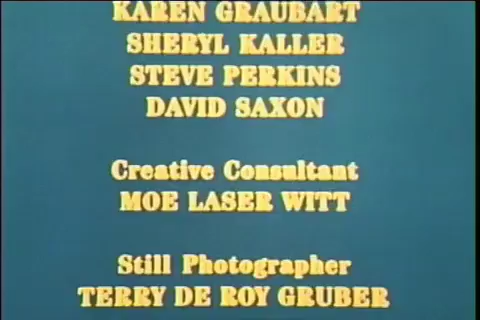 KAREN GRAUBART
SHERYL KALLER
STEVE PERKINS
DAVID SAXON
Creative Consultant
MOE LASER WITT
Still Photographer
TERRY DE ROY GRUBER